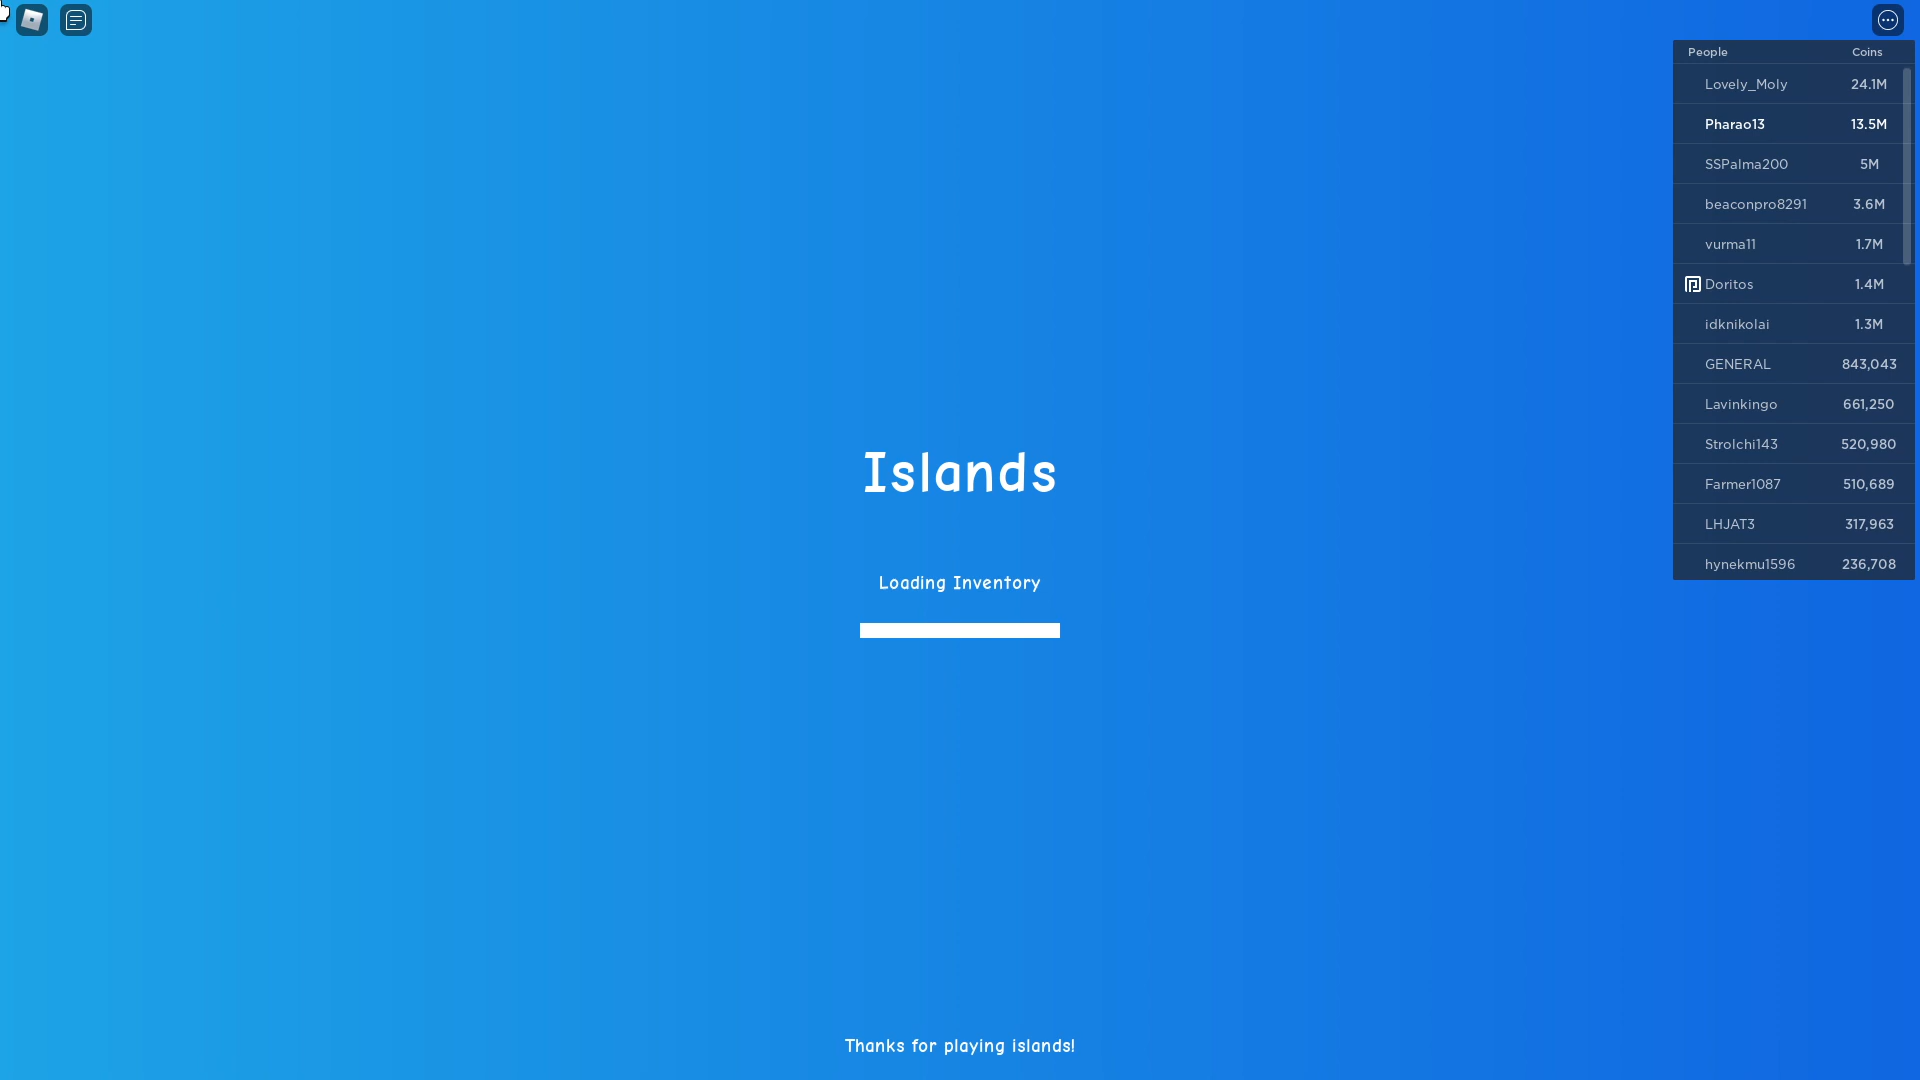 People Coins
Lovely_Moly 24.1M
Pharao13 13.5M
SSPalma200 5M
beaconpro8291 3.6M
vurma11 1.7M
Doritos 1.4M
idknikolai 1.3M
GENERAL 843,043
Lavinkingo 661,250
Strolchi143 520,980
Farmer1087 510,689
LHJAT3 317,963
hynekmu1596 236,708
Islands
Loading Inventory
Thanks for playing islands!